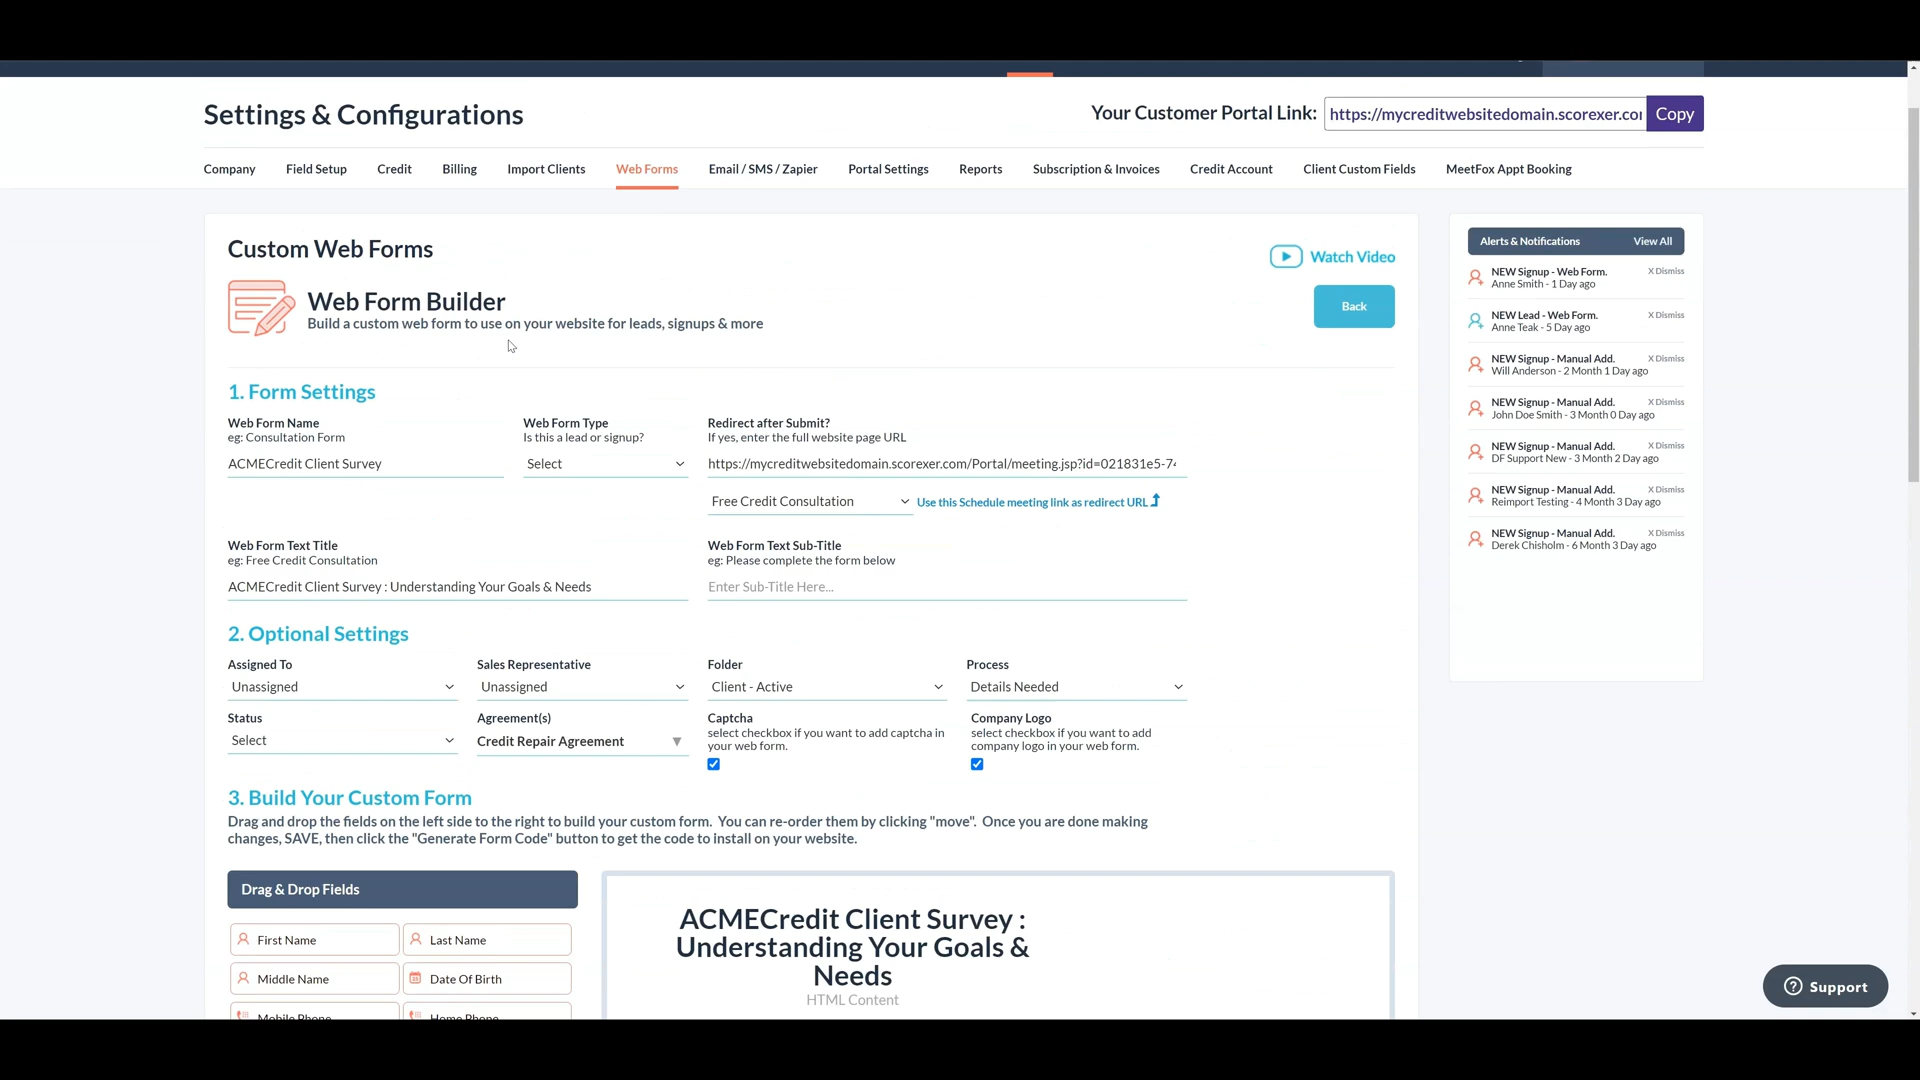 Settings & Configurations
Your Customer Portal Link:
https://mycreditwebsitedomain.scorexer.co
Copy
Company
Field Setup
Credit
Billing
Import Clients
Web Forms
Email / SMS / Zapier
Portal Settings
Reports
Subscription & Invoices
Credit Account
Client Custom Fields
MeetFox Appt Booking
Custom Web Forms
Watch Video
Web Form Builder
Build a custom web form to use on your website for leads, signups & more
Back
1. Form Settings
Web Form Name
eg: Consultation Form
ACMECredit Client Survey
Web Form Type
Is this a lead or signup?
Select
Redirect after Submit?
If yes, enter the full website page URL
https://mycreditwebsitedomain.scorexer.com/Portal/meeting.jsp?id=021831e5-74
Free Credit Consultation
Use this Schedule meeting link as redirect URL
Web Form Text Title
eg: Free Credit Consultation
ACMECredit Client Survey : Understanding Your Goals & Needs
Web Form Text Sub-Title
eg: Please complete the form below
Enter Sub-Title Here...
2. Optional Settings
Assigned To
Unassigned
Sales Representative
Unassigned
Folder
Client - Active
Process
Details Needed
Status
Select
Agreement(s)
Credit Repair Agreement
Captcha
select checkbox if you want to add captcha in
your web form.
Company Logo
select checkbox if you want to add
company logo in your web form.
3. Build Your Custom Form
Drag and drop the fields on the left side to the right to build your custom form. You can re-order them by clicking "move". Once you are done making
changes, SAVE, then click the "Generate Form Code" button to get the code to install on your website.
Drag & Drop Fields
First Name
Last Name
Middle Name
Date Of Birth
Mobile Phone
Home Phone
ACMECredit Client Survey :
Understanding Your Goals &
Needs
HTML Content
Alerts & Notifications
View All
NEW Signup - Web Form.
X Dismiss
Anne Smith - 1 Day ago
NEW Lead - Web Form.
X Dismiss
Anne Teak - 5 Day ago
NEW Signup - Manual Add.
X Dismiss
Will Anderson - 2 Month 1 Day ago
NEW Signup - Manual Add.
X Dismiss
John Doe Smith - 3 Month 0 Day ago
NEW Signup - Manual Add.
X Dismiss
DF Support New - 3 Month 2 Day ago
NEW Signup - Manual Add.
X Dismiss
Reimport Testing - 4 Month 3 Day ago
NEW Signup - Manual Add.
X Dismiss
Derek Chisholm - 6 Month 3 Day ago
Support